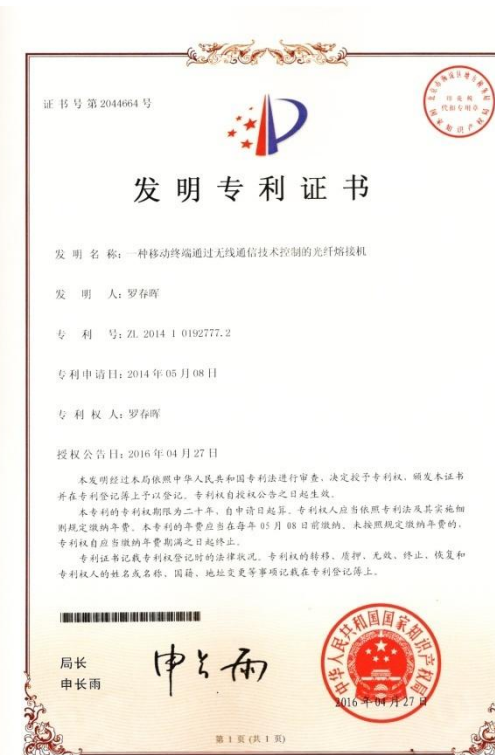 证书号第2044664号
发明专利证书
发 明 名 称：一种移动终端通过无线通信技术控制的光纤熔接机
发 明 人：罗春晖
专 利 号：ZL 2014 1 0192777.2
专利申请日：2014年05月08日
专 利 权 人：罗春晖
授权公告日：2016年04月27日
本发明经过本局依照中华人民共和国专利法进行审查，决定授予专利权，颁发本证书
并在专利登记簿上予以登记。专利权自授权公告之日起生效。
本专利的专利权期限为二十年，自申请日起算。专利权人应当依照专利法及其实施细
则规定缴纳年费。本专利的年费应当在每年05月08日前缴纳。未按照规定缴纳年费的，
专利权自应当缴纳年费期满之日起终止。
专利证书记载专利权登记时的法律状况。专利权的转移、质押、无效、终止、恢复和
专利权人的姓名或名称、国籍、地址变更等事项记载在专利登记簿上。
局长
申长雨
申长雨
中华人民共和国国家知识产权局
2016年04月27日
第1页(共1页)